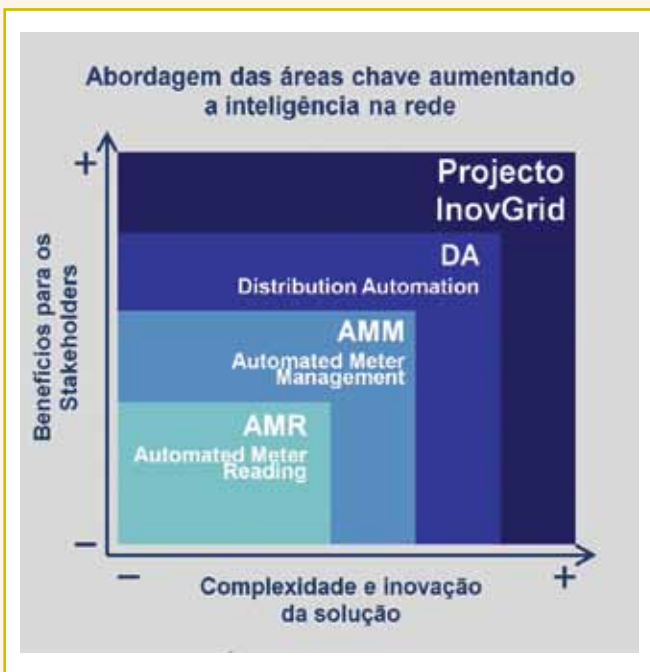 Abordagem das áreas chave aumentando
a inteligência na rede
+
Projecto
InovGrid
DA
Distribution Automation
AMM
Automated Meter
Management
AMR
Automated Meter
Reading
Benefícios para os
Stakeholders
−
−
+
Complexidade e inovação
da solução